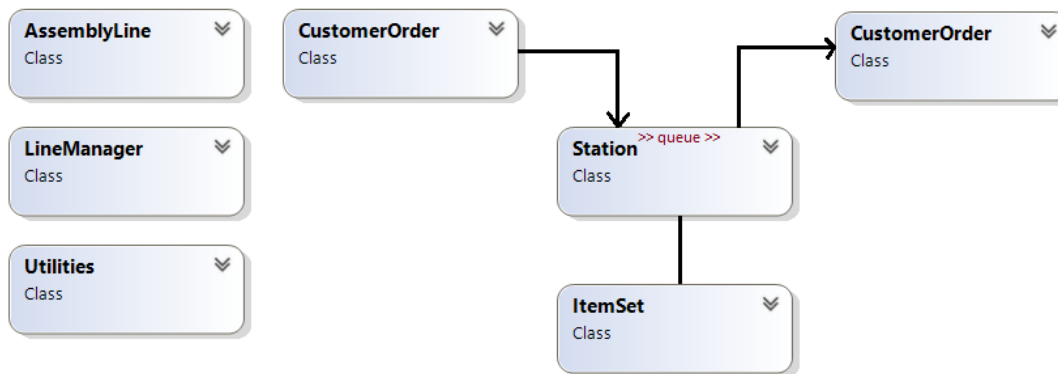 AssemblyLine
Class
CustomerOrder
Class
CustomerOrder
Class
LineManager
Class
Station
>> queue >>
Class
Utilities
Class
ItemSet
Class